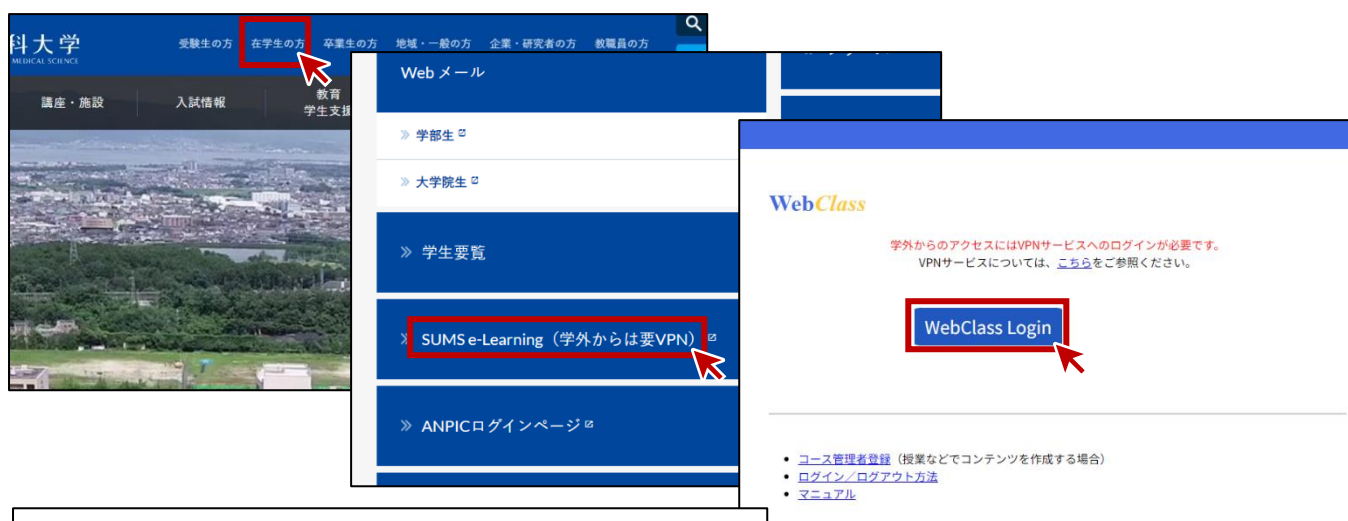 科大学
MEDICAL SCIENCE
受験生の方 在学生の方 卒業生の方 地域・一般の方 企業・研究者の方 教職員の方
講座・施設 入試情報 教育
学生支援
Web メール
学部生
大学院生
学生要覧
SUMS e-Learning（学外からは要VPN）
ANPICログインページ
WebClass
学外からのアクセスにはVPNサービスへのログインが必要です。
VPNサービスについては、こちらをご参照ください。
WebClass Login
コース管理者登録（授業などでコンテンツを作成する場合）
ログイン／ログアウト方法
マニュアル